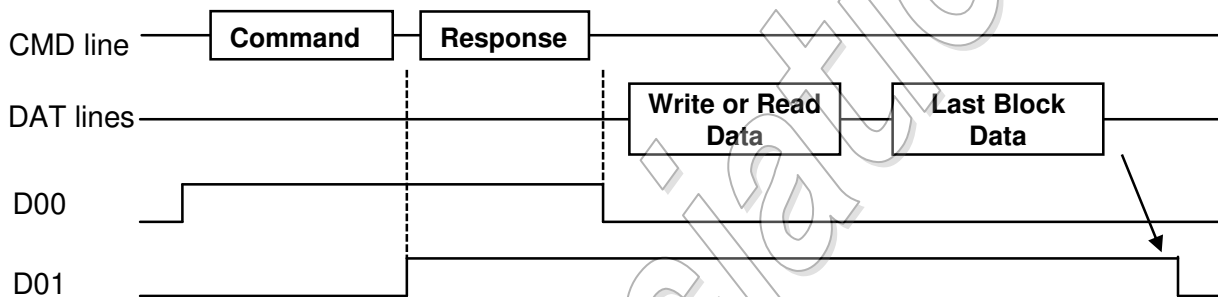 CMD line Command Response
DAT lines Write or Read Data Last Block Data
D00
D01